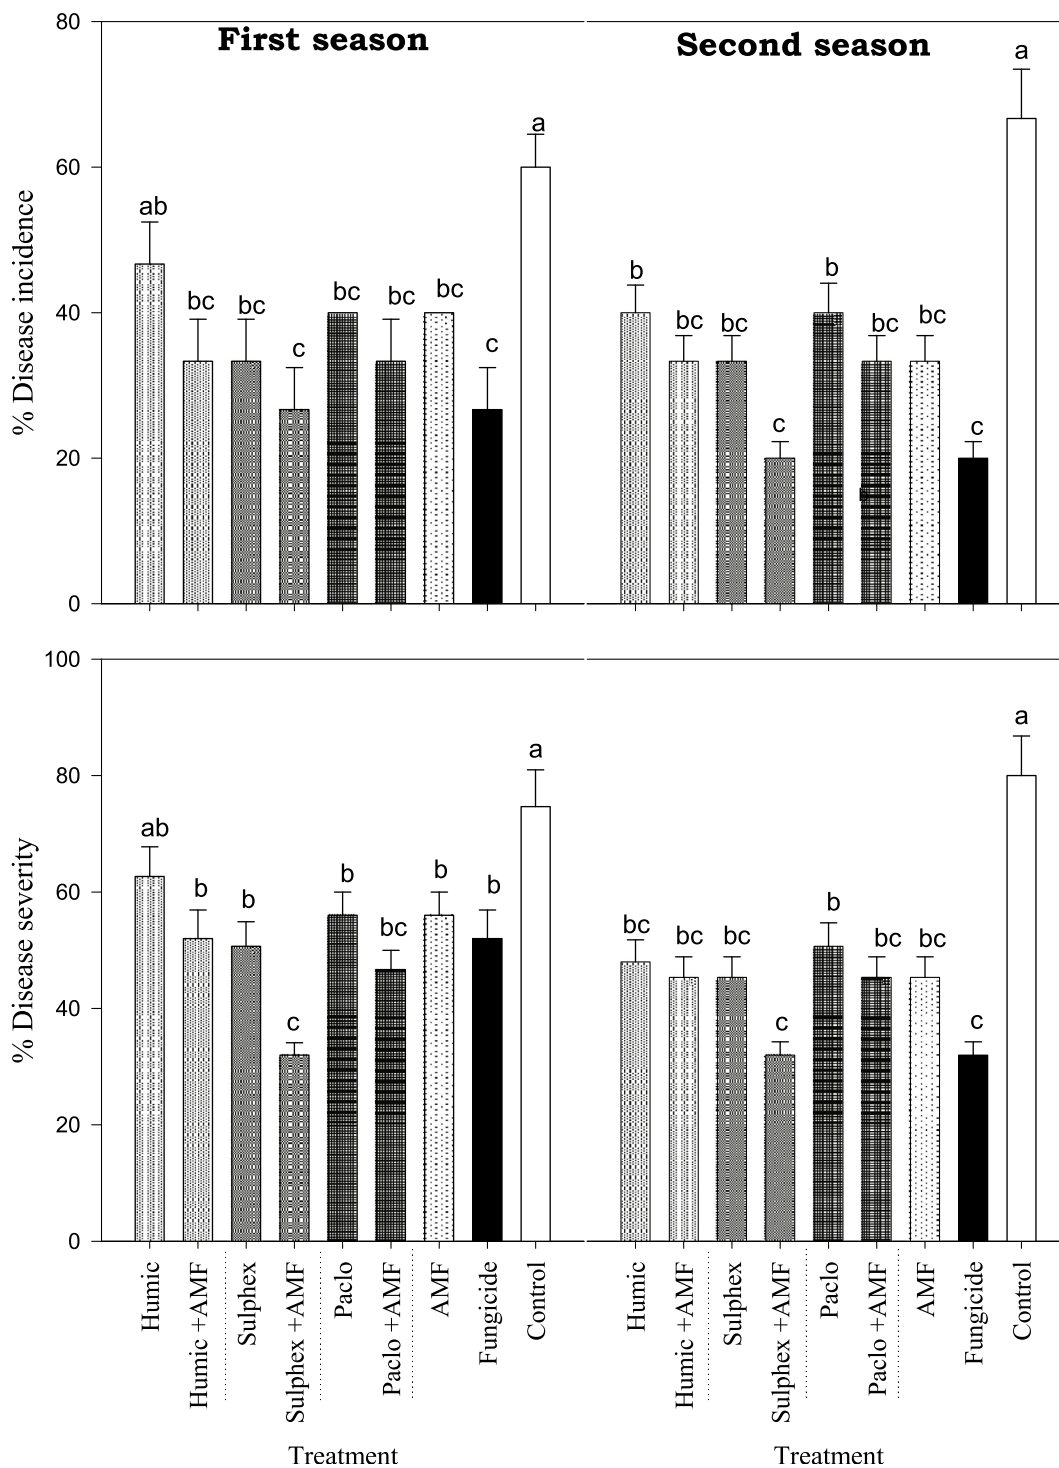 First season
Second season
% Disease incidence
80
60
40
20
0
ab
bc
bc
c
bc
bc
bc
c
a
b
bc
bc
c
b
bc
bc
c
a
% Disease severity
100
80
60
40
20
0
ab
b
b
c
b
bc
b
b
a
bc
bc
bc
c
b
bc
bc
c
a
Humic
Humic +AMF
Sulphex
Sulphex +AMF
Paclo
Paclo +AMF
AMF
Fungicide
Control
Humic
Humic +AMF
Sulphex
Sulphex +AMF
Paclo
Paclo +AMF
AMF
Fungicide
Control
Treatment
Treatment